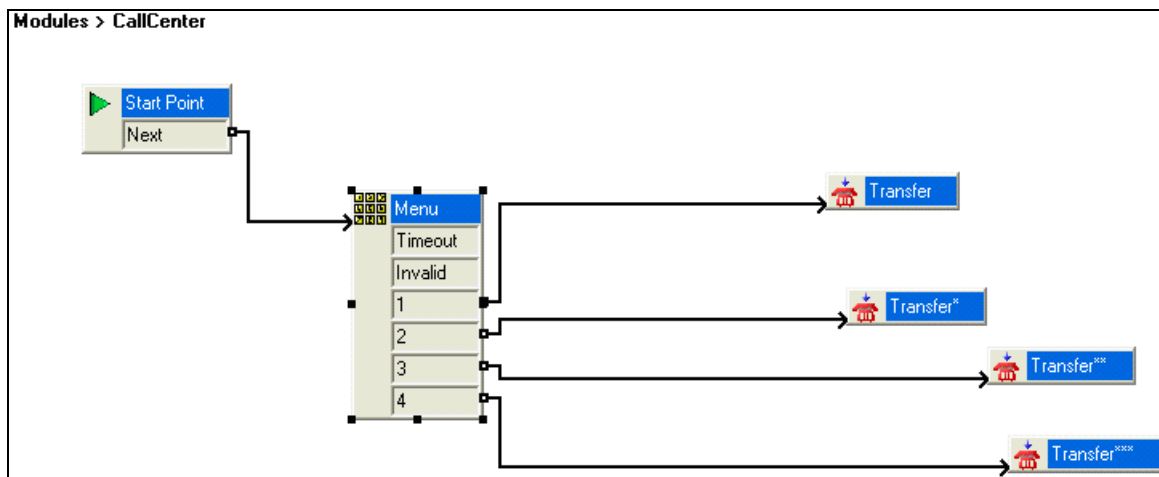 Modules > CallCenter
Start Point
Next
Menu
Timeout
Invalid
1
2
3
4
Transfer
Transfer*
Transfer**
Transfer***